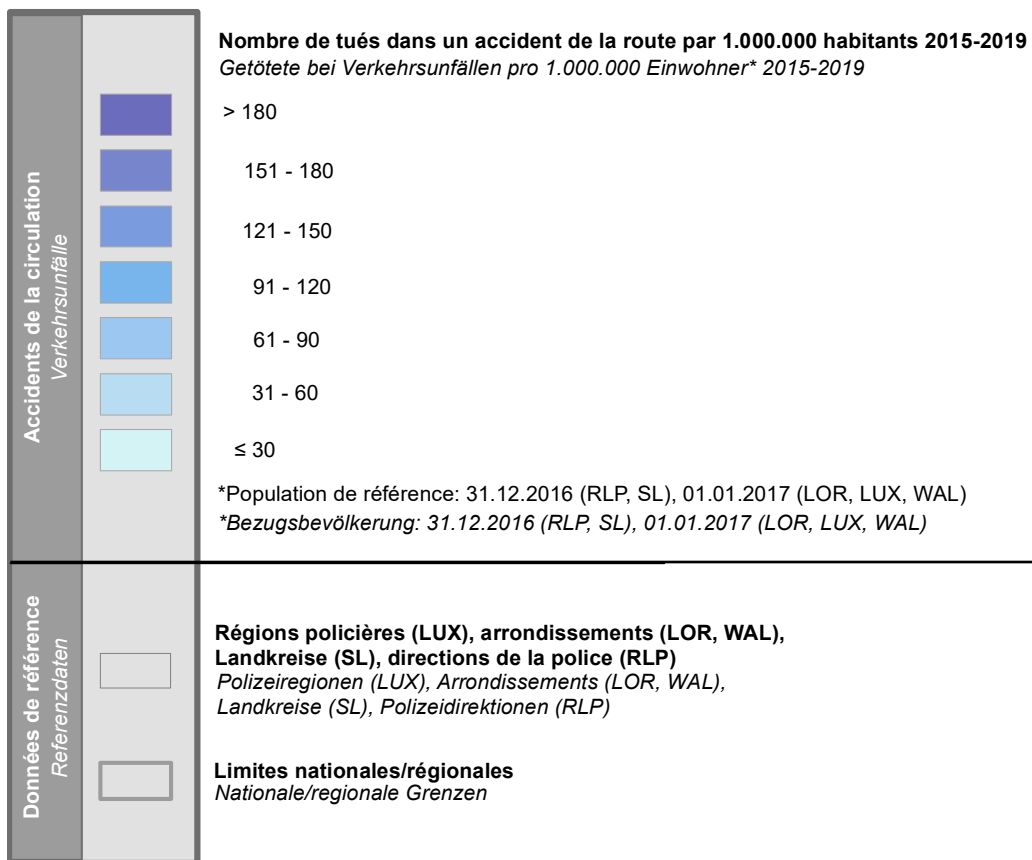 Nombre de tués dans un accident de la route par 1.000.000 habitants 2015-2019
Getötete bei Verkehrsunfällen pro 1.000.000 Einwohner* 2015-2019
Accidents de la circulation
Verkehrsunfälle
> 180
151 - 180
121 - 150
91 - 120
61 - 90
31 - 60
≤ 30
*Population de référence: 31.12.2016 (RLP, SL), 01.01.2017 (LOR, LUX, WAL)
*Bezugsbevölkerung: 31.12.2016 (RLP, SL), 01.01.2017 (LOR, LUX, WAL)
Données de référence
Referenzdaten
Régions policières (LUX), arrondissements (LOR, WAL),
Landkreise (SL), directions de la police (RLP)
Polizeiregionen (LUX), Arrondissements (LOR, WAL),
Landkreise (SL), Polizeidirektionen (RLP)
Limites nationales/régionales
Nationale/regionale Grenzen